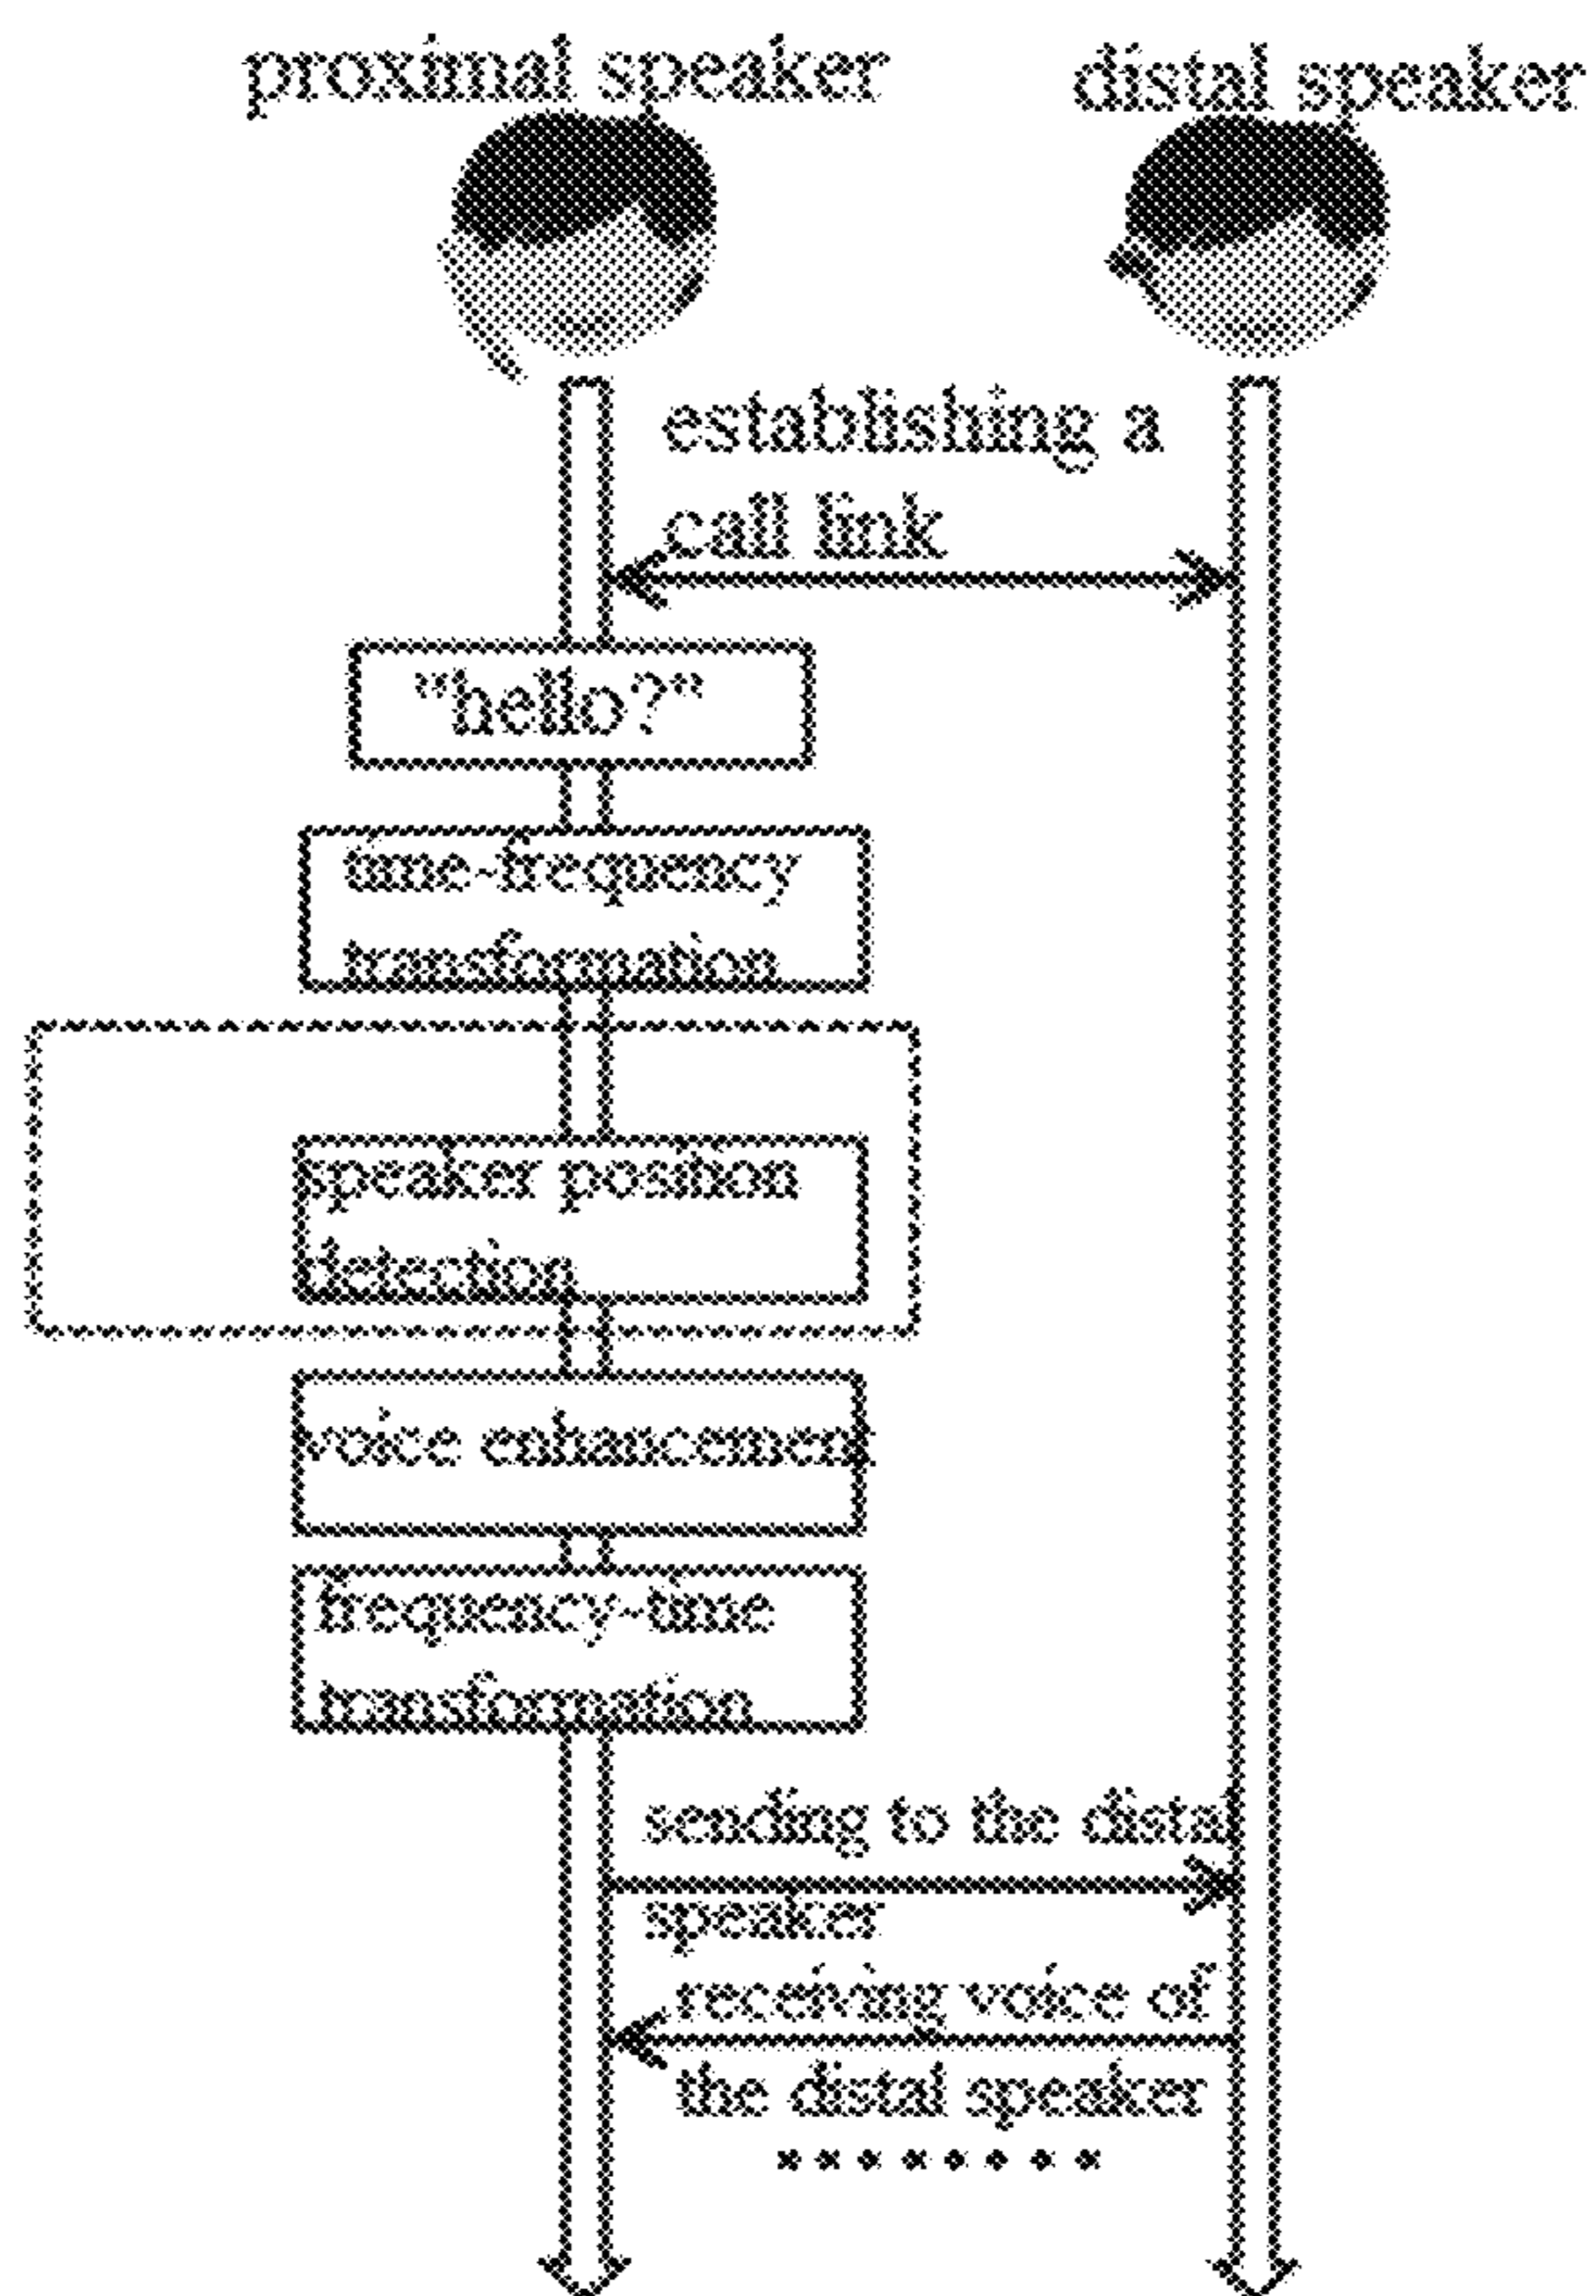 proximal speaker
distal speaker
establishing a
call link
"hello?"
time-frequency
transformation
speaker position
detection
voice enhancement
frequency-time
transformation
sending to the distal
speaker
receiving voice of
the distal speaker
........